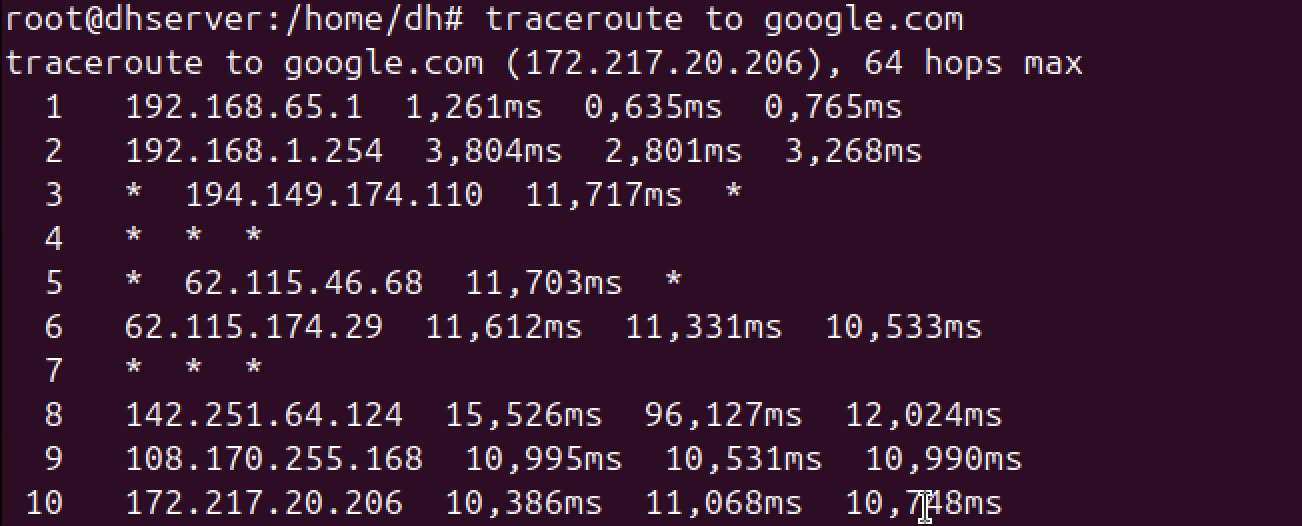 root@dhserver:/home/dh# traceroute to google.com
traceroute to google.com (172.217.20.206), 64 hops max
1 192.168.65.1 1,261ms 0,635ms 0,765ms
2 192.168.1.254 3,804ms 2,801ms 3,268ms
3 * 194.149.174.110 11,717ms *
4 * * *
5 * 62.115.46.68 11,703ms *
6 62.115.174.29 11,612ms 11,331ms 10,533ms
7 * * *
8 142.251.64.124 15,526ms 96,127ms 12,024ms
9 108.170.255.168 10,995ms 10,531ms 10,990ms
10 172.217.20.206 10,386ms 11,068ms 10,748ms